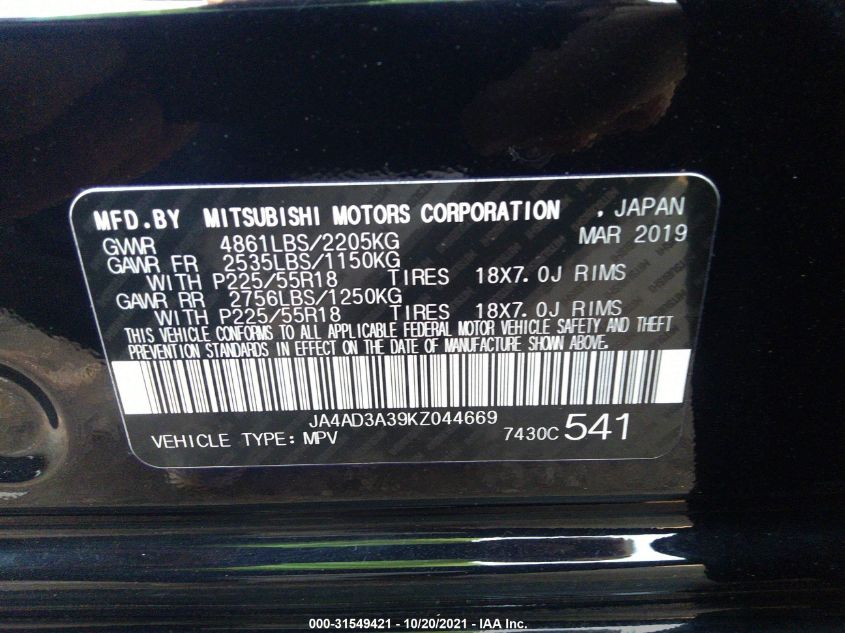 MFD.BY MITSUBISHI MOTORS CORPORATION , JAPAN
GVWR 4861LBS/2205KG MAR 2019
GAWR FR 2535LBS/1150KG
WITH P225/55R18 TIRES 18X7.0J RIMS
GAWR RR 2756LBS/1250KG
WITH P225/55R18 TIRES 18X7.0J RIMS
THIS VEHICLE CONFORMS TO ALL APPLICABLE FEDERAL MOTOR VEHICLE SAFETY AND THEFT
PREVENTION STANDARDS IN EFFECT ON THE DATE OF MANUFACTURE SHOWN ABOVE.
JA4AD3A39KZ044669
VEHICLE TYPE: MPV 7430C 541
000-31549421 - 10/20/2021 - IAA Inc.